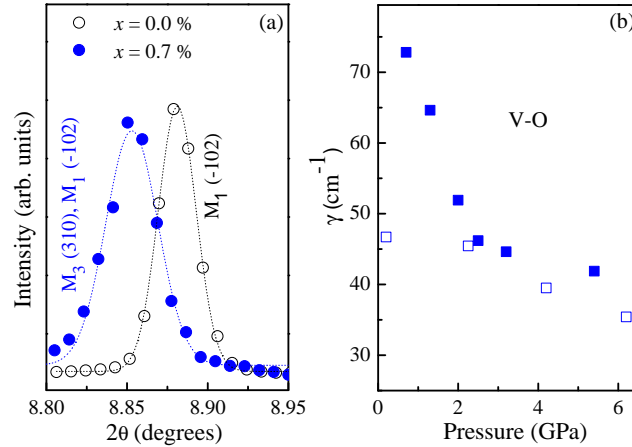 (a)
x = 0.0 %
x = 0.7 %
Intensity (arb. units)
M3 (310), M1 (-102)
M1 (-102)
8.80 8.85 8.90 8.95
2θ (degrees)
(b)
V-O
γ (cm-1)
70
60
50
40
30
0 2 4 6
Pressure (GPa)